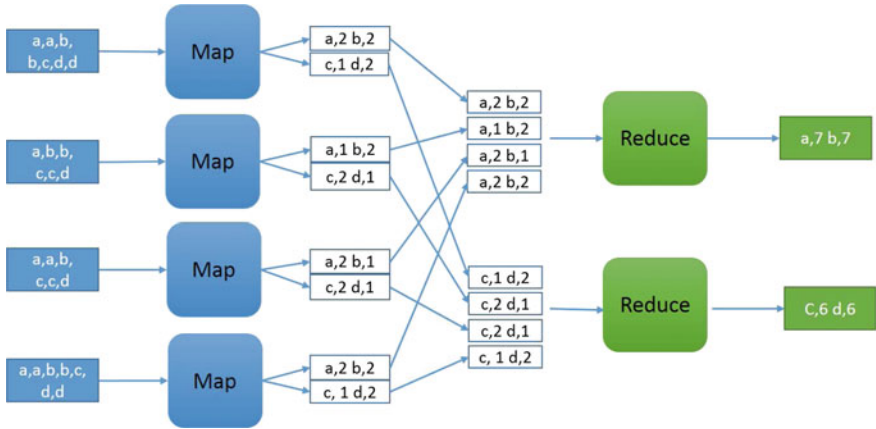 a,a,b,
b,c,d,d
Map
a,2 b,2
c,1 d,2
a,b,b,
c,c,d
Map
a,1 b,2
c,2 d,1
a,a,b,
c,c,d
Map
a,2 b,1
c,2 d,1
a,a,b,b,c,
d,d
Map
a,2 b,2
c, 1 d,2
a,2 b,2
a,1 b,2
a,2 b,1
a,2 b,2
Reduce
a,7 b,7
c,1 d,2
c,2 d,1
c,2 d,1
c, 1 d,2
Reduce
C,6 d,6